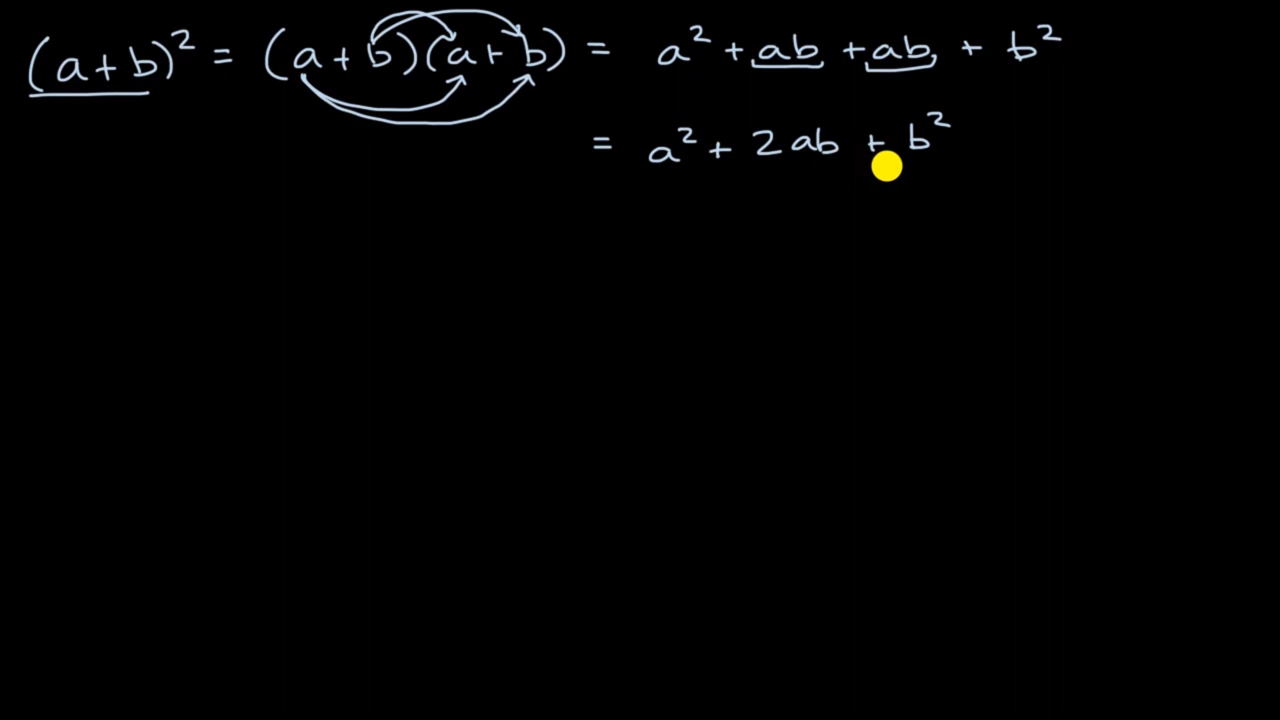 (a+b)² = (a+b)(a+b) = a² + ab + ab + b²
= a² + 2ab + b²